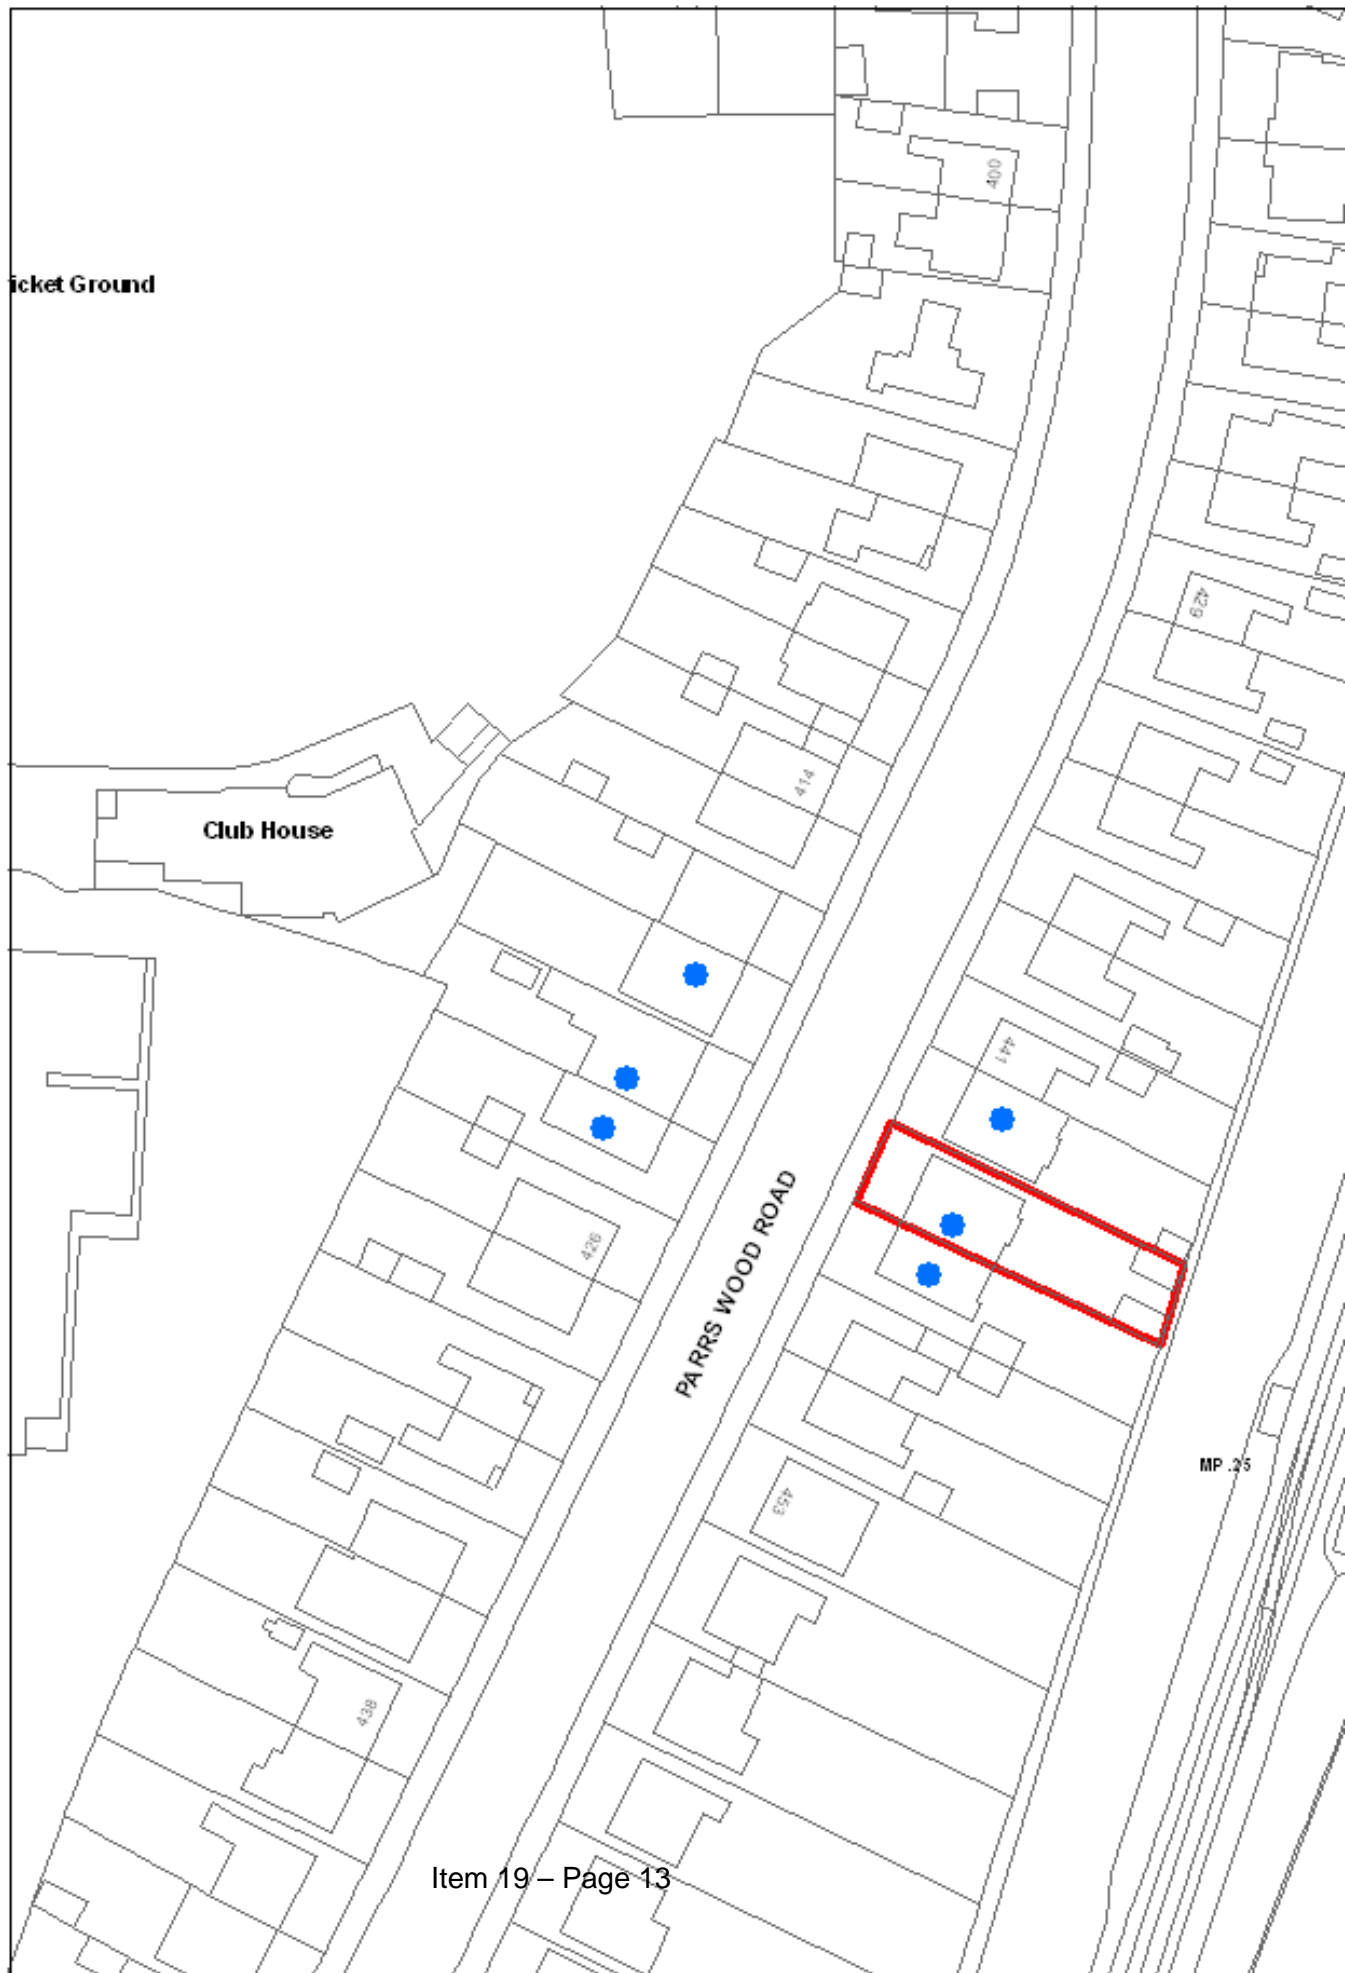 400
icket Ground
429
414
Club House
441
426
PARRS WOOD ROAD
MP .25
453
438
Item 19 – Page 13